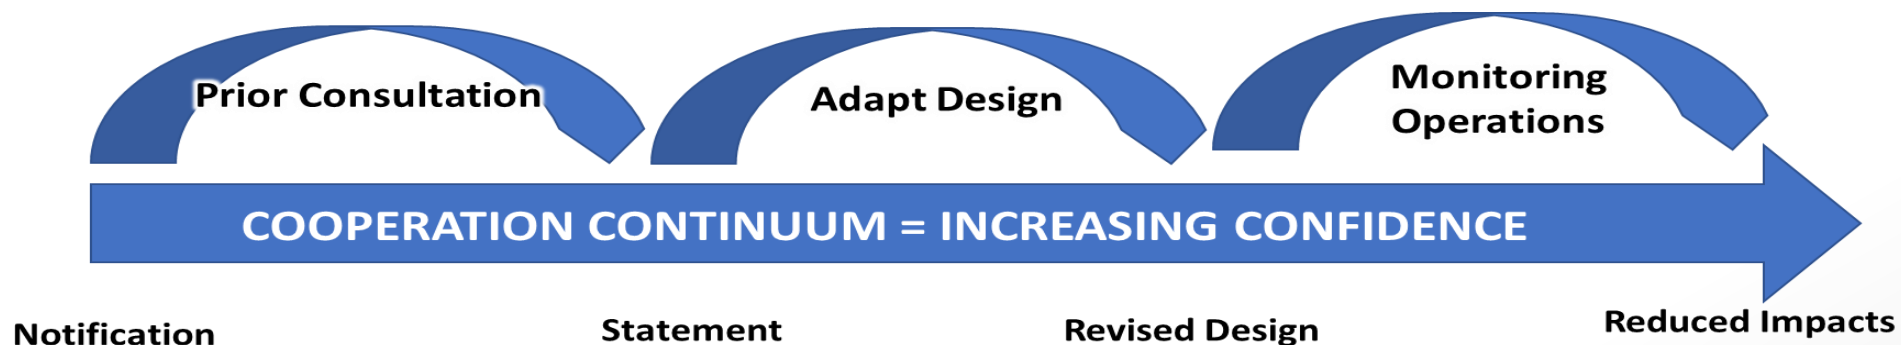 Prior Consultation
Adapt Design
Monitoring
Operations
COOPERATION CONTINUUM = INCREASING CONFIDENCE
Notification
Statement
Revised Design
Reduced Impacts